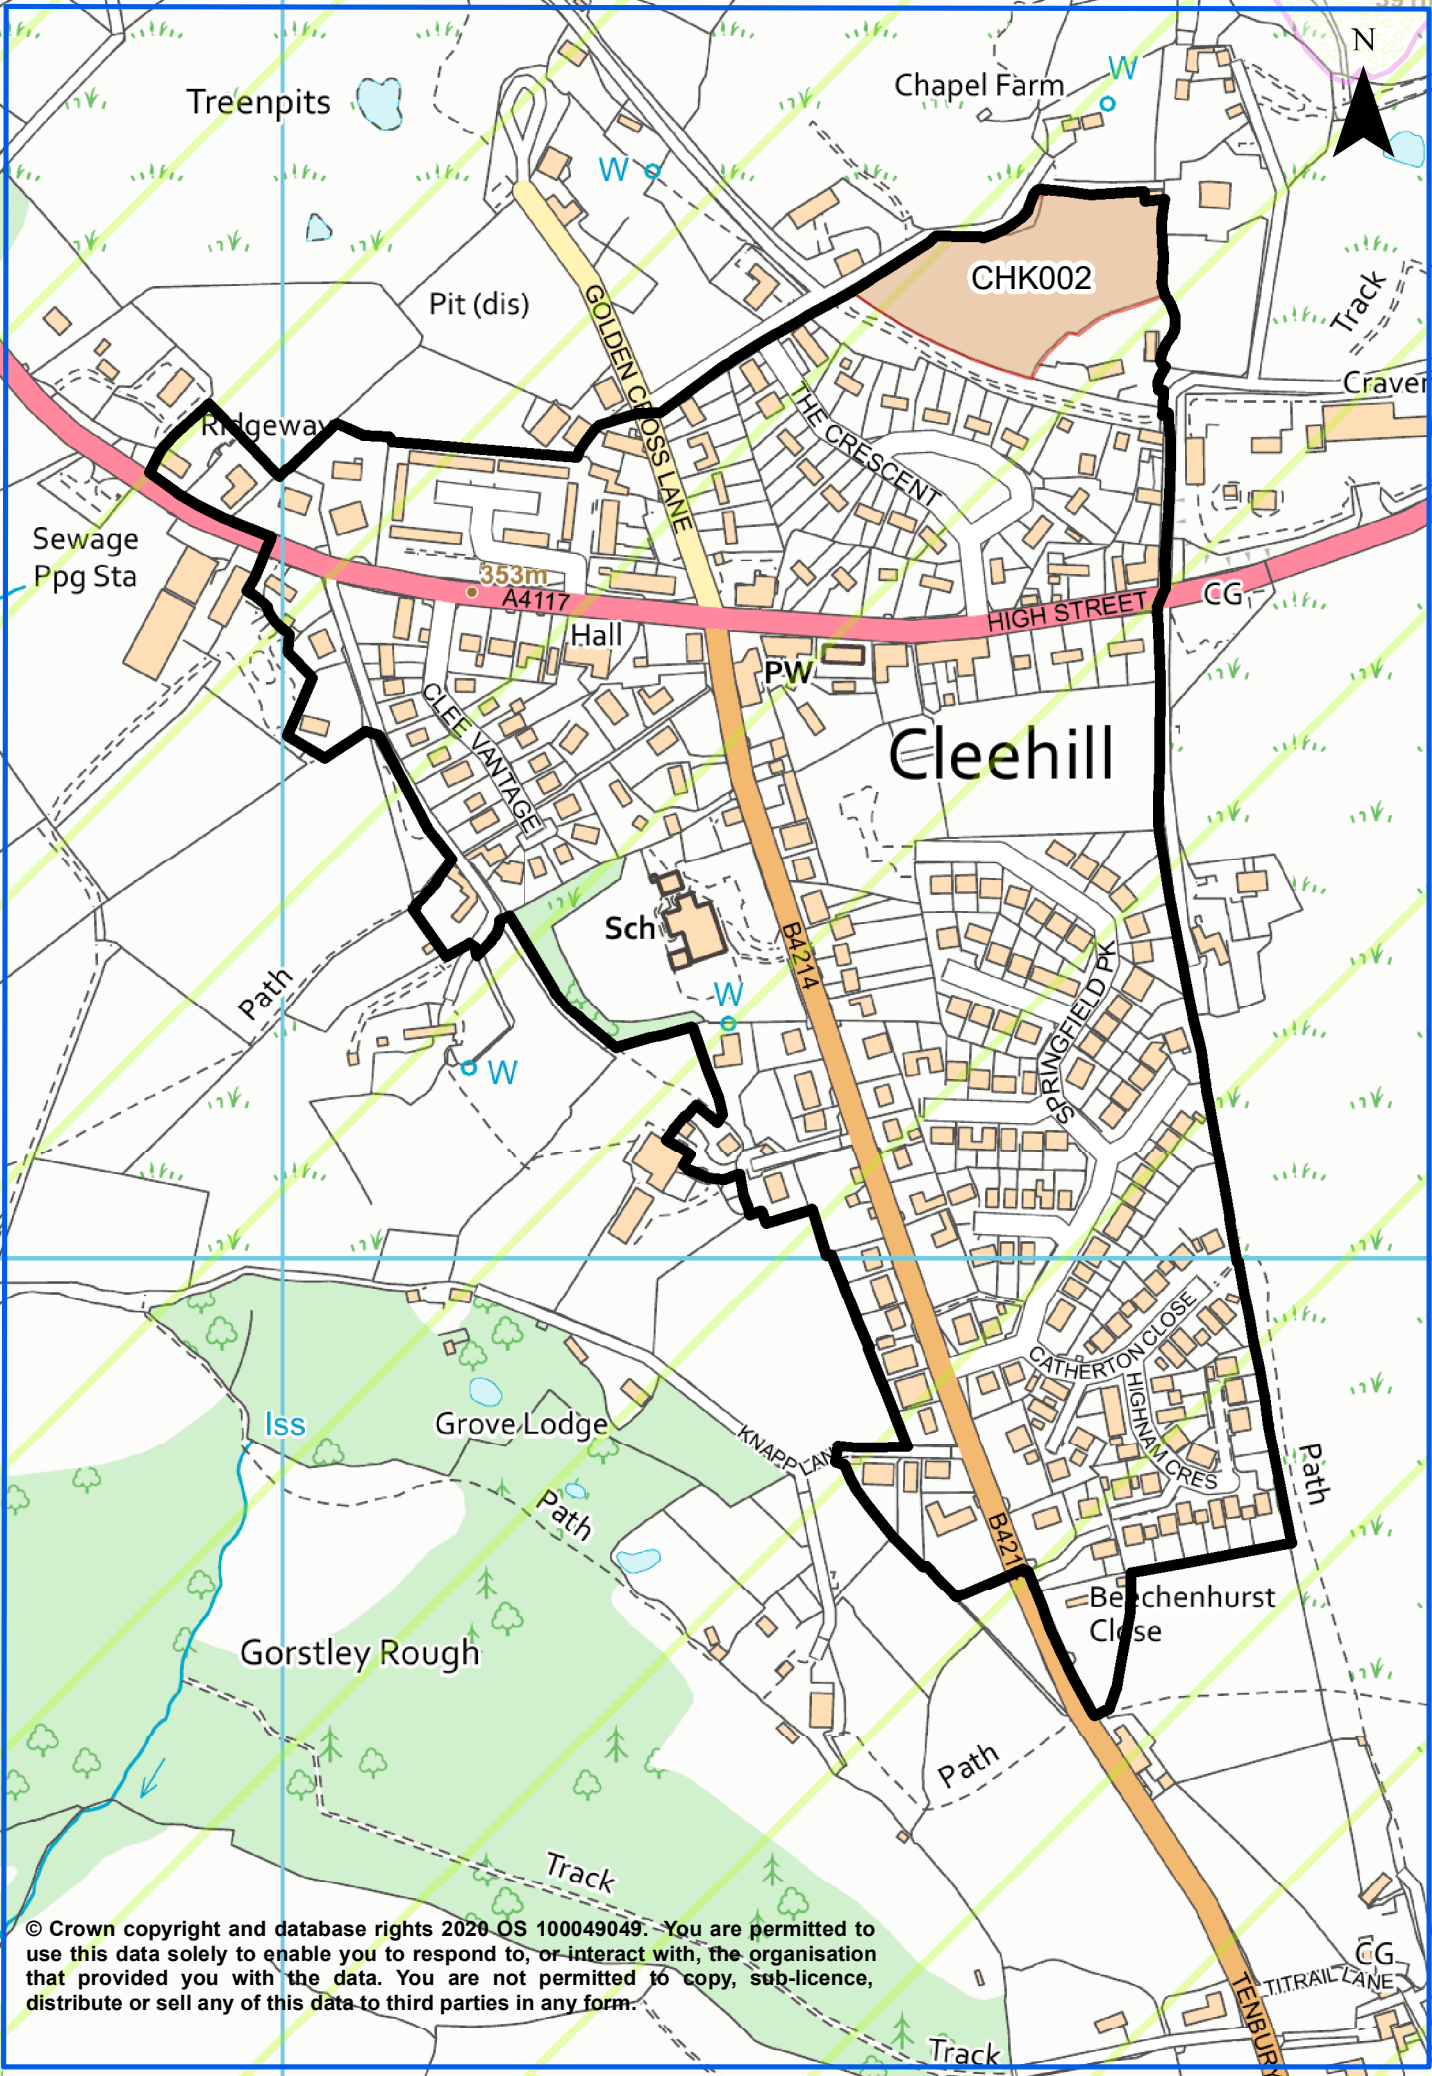 391m
N
Chapel Farm
W
Treenpits
W
CHK002
Pit (dis)
GOLDEN CROSS LANE
Track
Craven
THE CRESCENT
Ridgeway
Sewage
Ppg Sta
353m
A4117
HIGH STREET
CG
Hall
PW
CLEE VANTAGE
Cleehill
Sch
B4214
SPRINGFIELD PK
Path
W
W
CATHERTON CLOSE
HIGHNAM CRES
Iss
Grove Lodge
KNAPP LANE
Path
Path
B421
Beechenhurst
Close
Gorstley Rough
Path
Track
© Crown copyright and database rights 2020 OS 100049049. You are permitted to
use this data solely to enable you to respond to, or interact with, the organisation
that provided you with the data. You are not permitted to copy, sub-licence,
distribute or sell any of this data to third parties in any form.
CG
TITRAIL LANE
TENBURY
Track